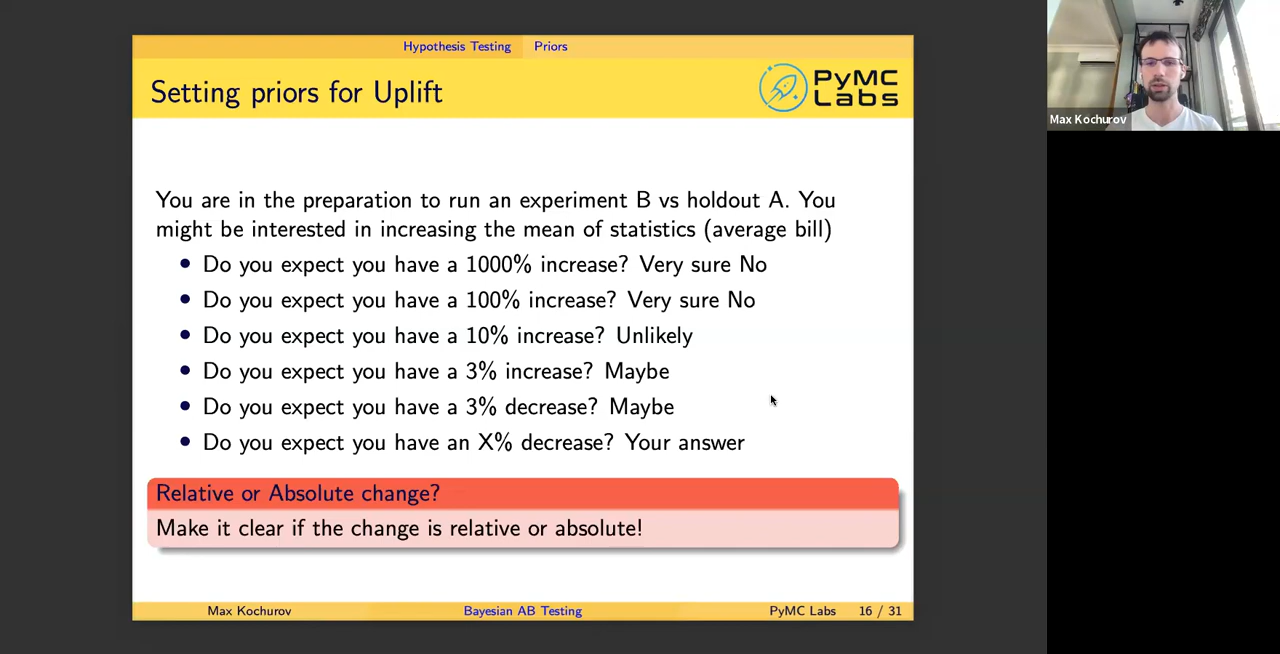 Hypothesis Testing Priors
Setting priors for Uplift
PyMC
Labs
You are in the preparation to run an experiment B vs holdout A. You
might be interested in increasing the mean of statistics (average bill)
Do you expect you have a 1000% increase? Very sure No
Do you expect you have a 100% increase? Very sure No
Do you expect you have a 10% increase? Unlikely
Do you expect you have a 3% increase? Maybe
Do you expect you have a 3% decrease? Maybe
Do you expect you have an X% decrease? Your answer
Relative or Absolute change?
Make it clear if the change is relative or absolute!
Max Kochurov Bayesian AB Testing PyMC Labs 16 / 31
Max Kochurov